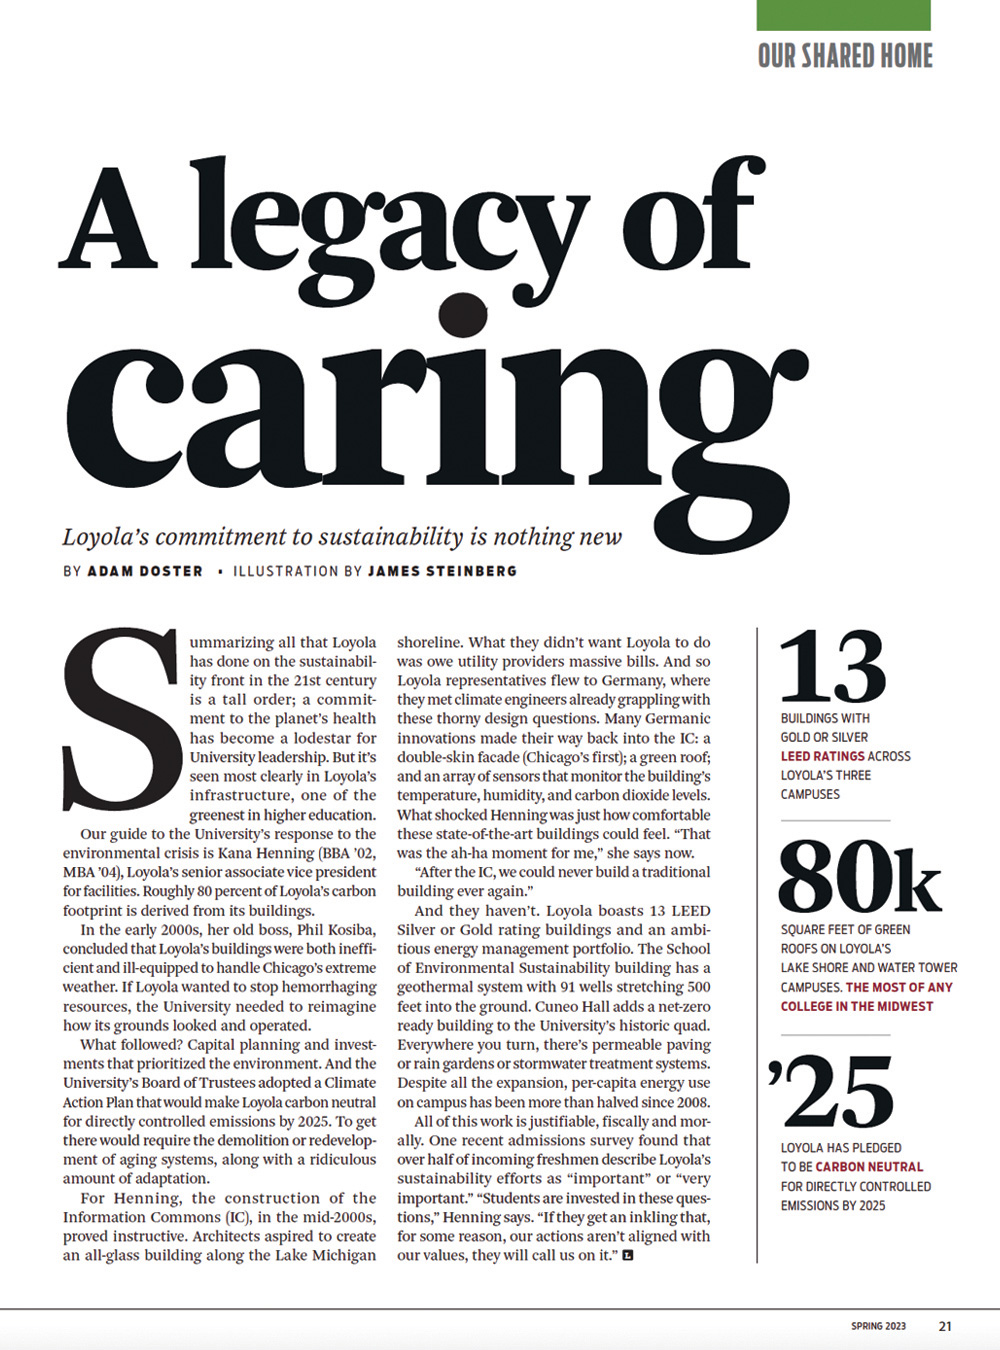 OUR SHARED HOME
A legacy of
caring
Loyola's commitment to sustainability is nothing new
BY ADAM DOSTER • ILLUSTRATION BY JAMES STEINBERG
Summarizing all that Loyola
has done on the sustainabil-
ity front in the 21st century
is a tall order; a commit-
ment to the planet's health
has become a lodestar for
University leadership. But it's
seen most clearly in Loyola's
infrastructure, one of the
greenest in higher education.
Our guide to the University's response to the
environmental crisis is Kana Henning (BBA '02,
MBA '04), Loyola's senior associate vice president
for facilities. Roughly 80 percent of Loyola's carbon
footprint is derived from its buildings.
In the early 2000s, her old boss, Phil Kosiba,
concluded that Loyola's buildings were both ineffi-
cient and ill-equipped to handle Chicago's extreme
weather. If Loyola wanted to stop hemorrhaging
resources, the University needed to reimagine
how its grounds looked and operated.
What followed? Capital planning and invest-
ments that prioritized the environment. And the
University's Board of Trustees adopted a Climate
Action Plan that would make Loyola carbon neutral
for directly controlled emissions by 2025. To get
there would require the demolition or redevelop-
ment of aging systems, along with a ridiculous
amount of adaptation.
For Henning, the construction of the
Information Commons (IC), in the mid-2000s,
proved instructive. Architects aspired to create
an all-glass building along the Lake Michigan
shoreline. What they didn't want Loyola to do
was owe utility providers massive bills. And so
Loyola representatives flew to Germany, where
they met climate engineers already grappling with
these thorny design questions. Many Germanic
innovations made their way back into the IC: a
double-skin facade (Chicago's first); a green roof;
and an array of sensors that monitor the building's
temperature, humidity, and carbon dioxide levels.
What shocked Henning was just how comfortable
these state-of-the-art buildings could feel. "That
was the ah-ha moment for me," she says now.
"After the IC, we could never build a traditional
building ever again."
And they haven't. Loyola boasts 13 LEED
Silver or Gold rating buildings and an ambi-
tious energy management portfolio. The School
of Environmental Sustainability building has a
geothermal system with 91 wells stretching 500
feet into the ground. Cuneo Hall adds a net-zero
ready building to the University's historic quad.
Everywhere you turn, there's permeable paving
or rain gardens or stormwater treatment systems.
Despite all the expansion, per-capita energy use
on campus has been more than halved since 2008.
All of this work is justifiable, fiscally and mor-
ally. One recent admissions survey found that
over half of incoming freshmen describe Loyola's
sustainability efforts as "important" or "very
important." "Students are invested in these ques-
tions," Henning says. "If they get an inkling that,
for some reason, our actions aren't aligned with
our values, they will call us on it." L
13
BUILDINGS WITH
GOLD OR SILVER
LEED RATINGS ACROSS
LOYOLA'S THREE
CAMPUSES
80k
SQUARE FEET OF GREEN
ROOFS ON LOYOLA'S
LAKE SHORE AND WATER TOWER
CAMPUSES. THE MOST OF ANY
COLLEGE IN THE MIDWEST
'25
LOYOLA HAS PLEDGED
TO BE CARBON NEUTRAL
FOR DIRECTLY CONTROLLED
EMISSIONS BY 2025
SPRING 2023 21